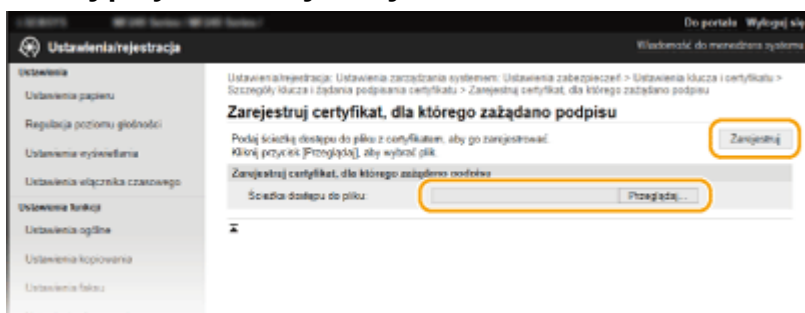 Do portalu Wyloguj się
Ustawienia/rejestracja
Wiadomość do menedżera systemu
Ustawienia
Ustawienia papieru
Regulacja poziomu głośności
Ustawienia wyświetlania
Ustawienia włącznika czasowego
Ustawienia funkcji
Ustawienia ogólne
Ustawienia kopiowania
Ustawienia faksu
Ustawienia/rejestracja: Ustawienia zarządzania systemem: Ustawienia zabezpieczeń > Ustawienia klucza i certyfikatu >
Szczegóły klucza i żądania podpisania certyfikatu > Zarejestruj certyfikat, dla którego zażądano podpisu
Zarejestruj certyfikat, dla którego zażądano podpisu
Podaj ścieżkę dostępu do pliku z certyfikatem, aby go zarejestrować.
Kliknij przycisk [Przeglądaj], aby wybrać plik.
Zarejestruj
Zarejestruj certyfikat, dla którego zażądano podpisu
Ścieżka dostępu do pliku:
Przeglądaj...